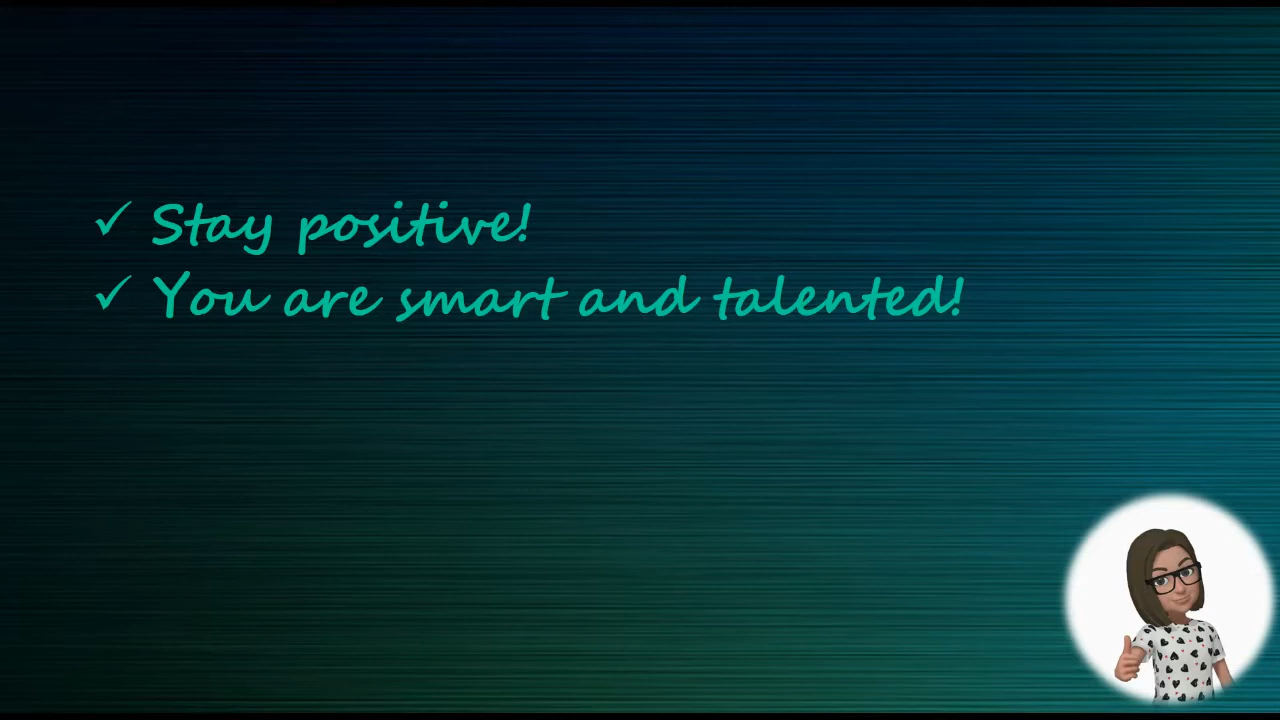 ✓ Stay positive!
✓ You are smart and talented!